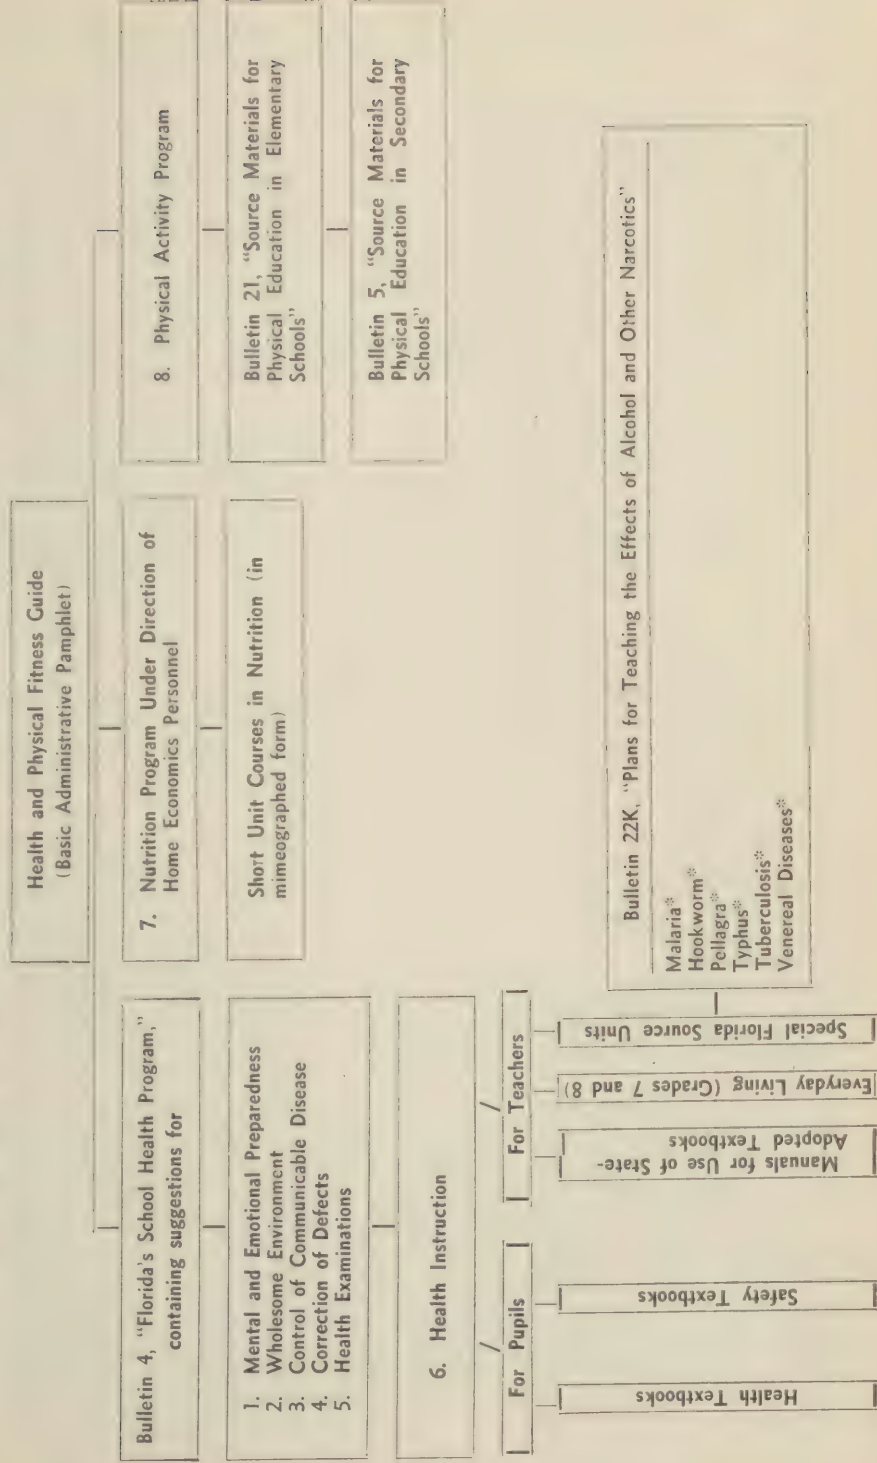 Health and Physical Fitness Guide
(Basic Administrative Pamphlet)
Bulletin 4, "Florida's School Health Program,"
containing suggestions for
1. Mental and Emotional Preparedness
2. Wholesome Environment
3. Control of Communicable Disease
4. Correction of Defects
5. Health Examinations
6. Health Instruction
For Pupils
Health Textbooks
Safety Textbooks
For Teachers
Manuals for Use of State-
Adopted Textbooks
Everyday Living (Grades 7 and 8)
Special Florida Source Units
Bulletin 22K, "Plans for Teaching the Effects of Alcohol and Other Narcotics"
Malaria*
Hookworm*
Pellagra*
Typhus*
Tuberculosis*
Venereal Diseases*
7. Nutrition Program Under Direction of
Home Economics Personnel
Short Unit Courses in Nutrition (in
mimeographed form)
8. Physical Activity Program
Bulletin 21, "Source Materials for
Physical Education in Elementary
Schools"
Bulletin 5, "Source Materials for
Physical Education in Secondary
Schools"